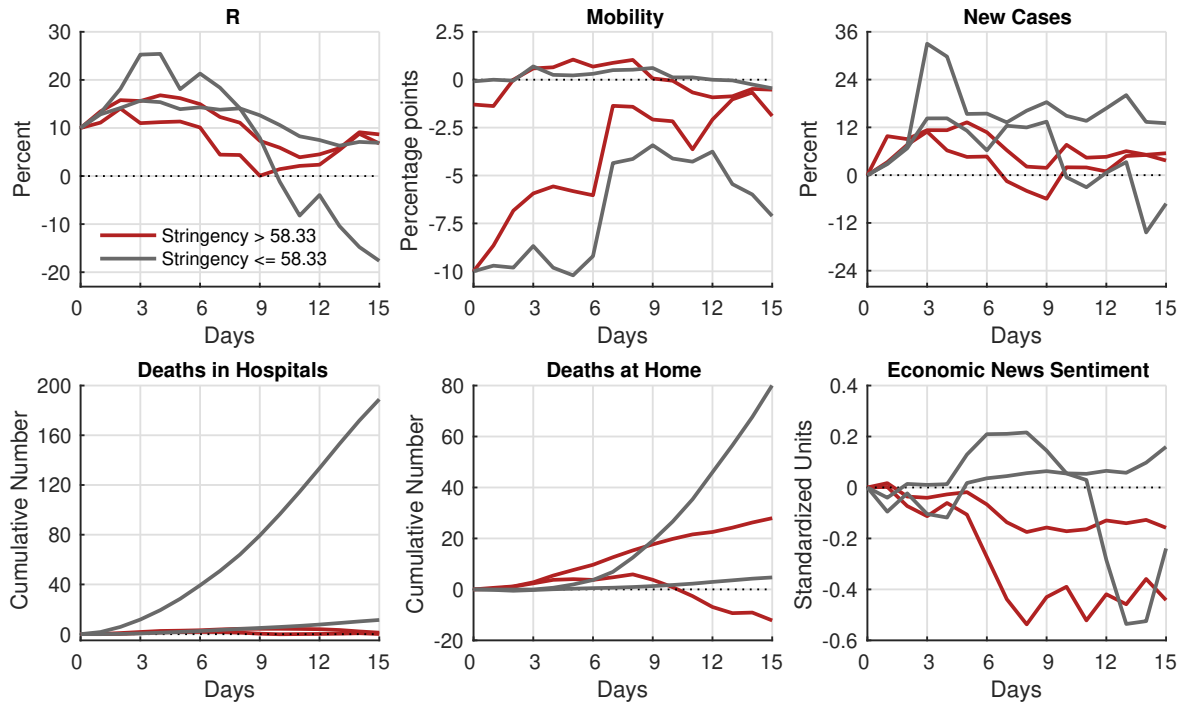 R
Mobility
New Cases
Percent
30
20
10
0
-10
-20
0 3 6 9 12 15
Days
Stringency > 58.33
Stringency <= 58.33
Percentage points
2.5
0
-2.5
-5
-7.5
-10
0 3 6 9 12 15
Days
Percent
36
24
12
0
-12
-24
0 3 6 9 12 15
Days
Deaths in Hospitals
Deaths at Home
Economic News Sentiment
Cumulative Number
200
160
120
80
40
0
0 3 6 9 12 15
Days
Cumulative Number
80
60
40
20
0
-20
0 3 6 9 12 15
Days
Standardized Units
0.4
0.2
0
-0.2
-0.4
-0.6
0 3 6 9 12 15
Days